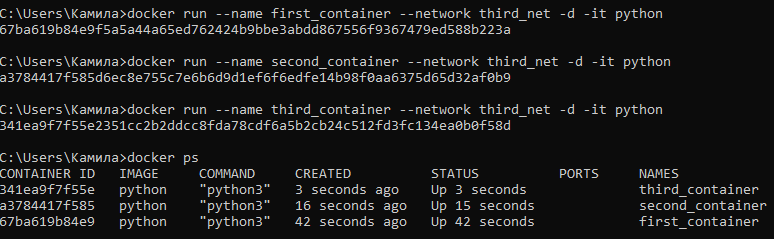 C:\Users\Камила>docker run --name first_container --network third_net -d -it python
67ba619b84e9f5a5a44a65ed762424b9bbe3abdd867556f9367479ed588b223a
C:\Users\Камила>docker run --name second_container --network third_net -d -it python
a3784417f585d6ec8e755c7e6b6d9d1ef6f6edfe14b98f0aa6375d65d32af0b9
C:\Users\Камила>docker run --name third_container --network third_net -d -it python
341ea9f7f55e2351cc2b2ddcc8fda78cdf6a5b2cb24c512fd3fc134ea0b0f58d
C:\Users\Камила>docker ps
CONTAINER ID IMAGE COMMAND CREATED STATUS PORTS NAMES
341ea9f7f55e python "python3" 3 seconds ago Up 3 seconds third_container
a3784417f585 python "python3" 16 seconds ago Up 15 seconds second_container
67ba619b84e9 python "python3" 42 seconds ago Up 42 seconds first_container